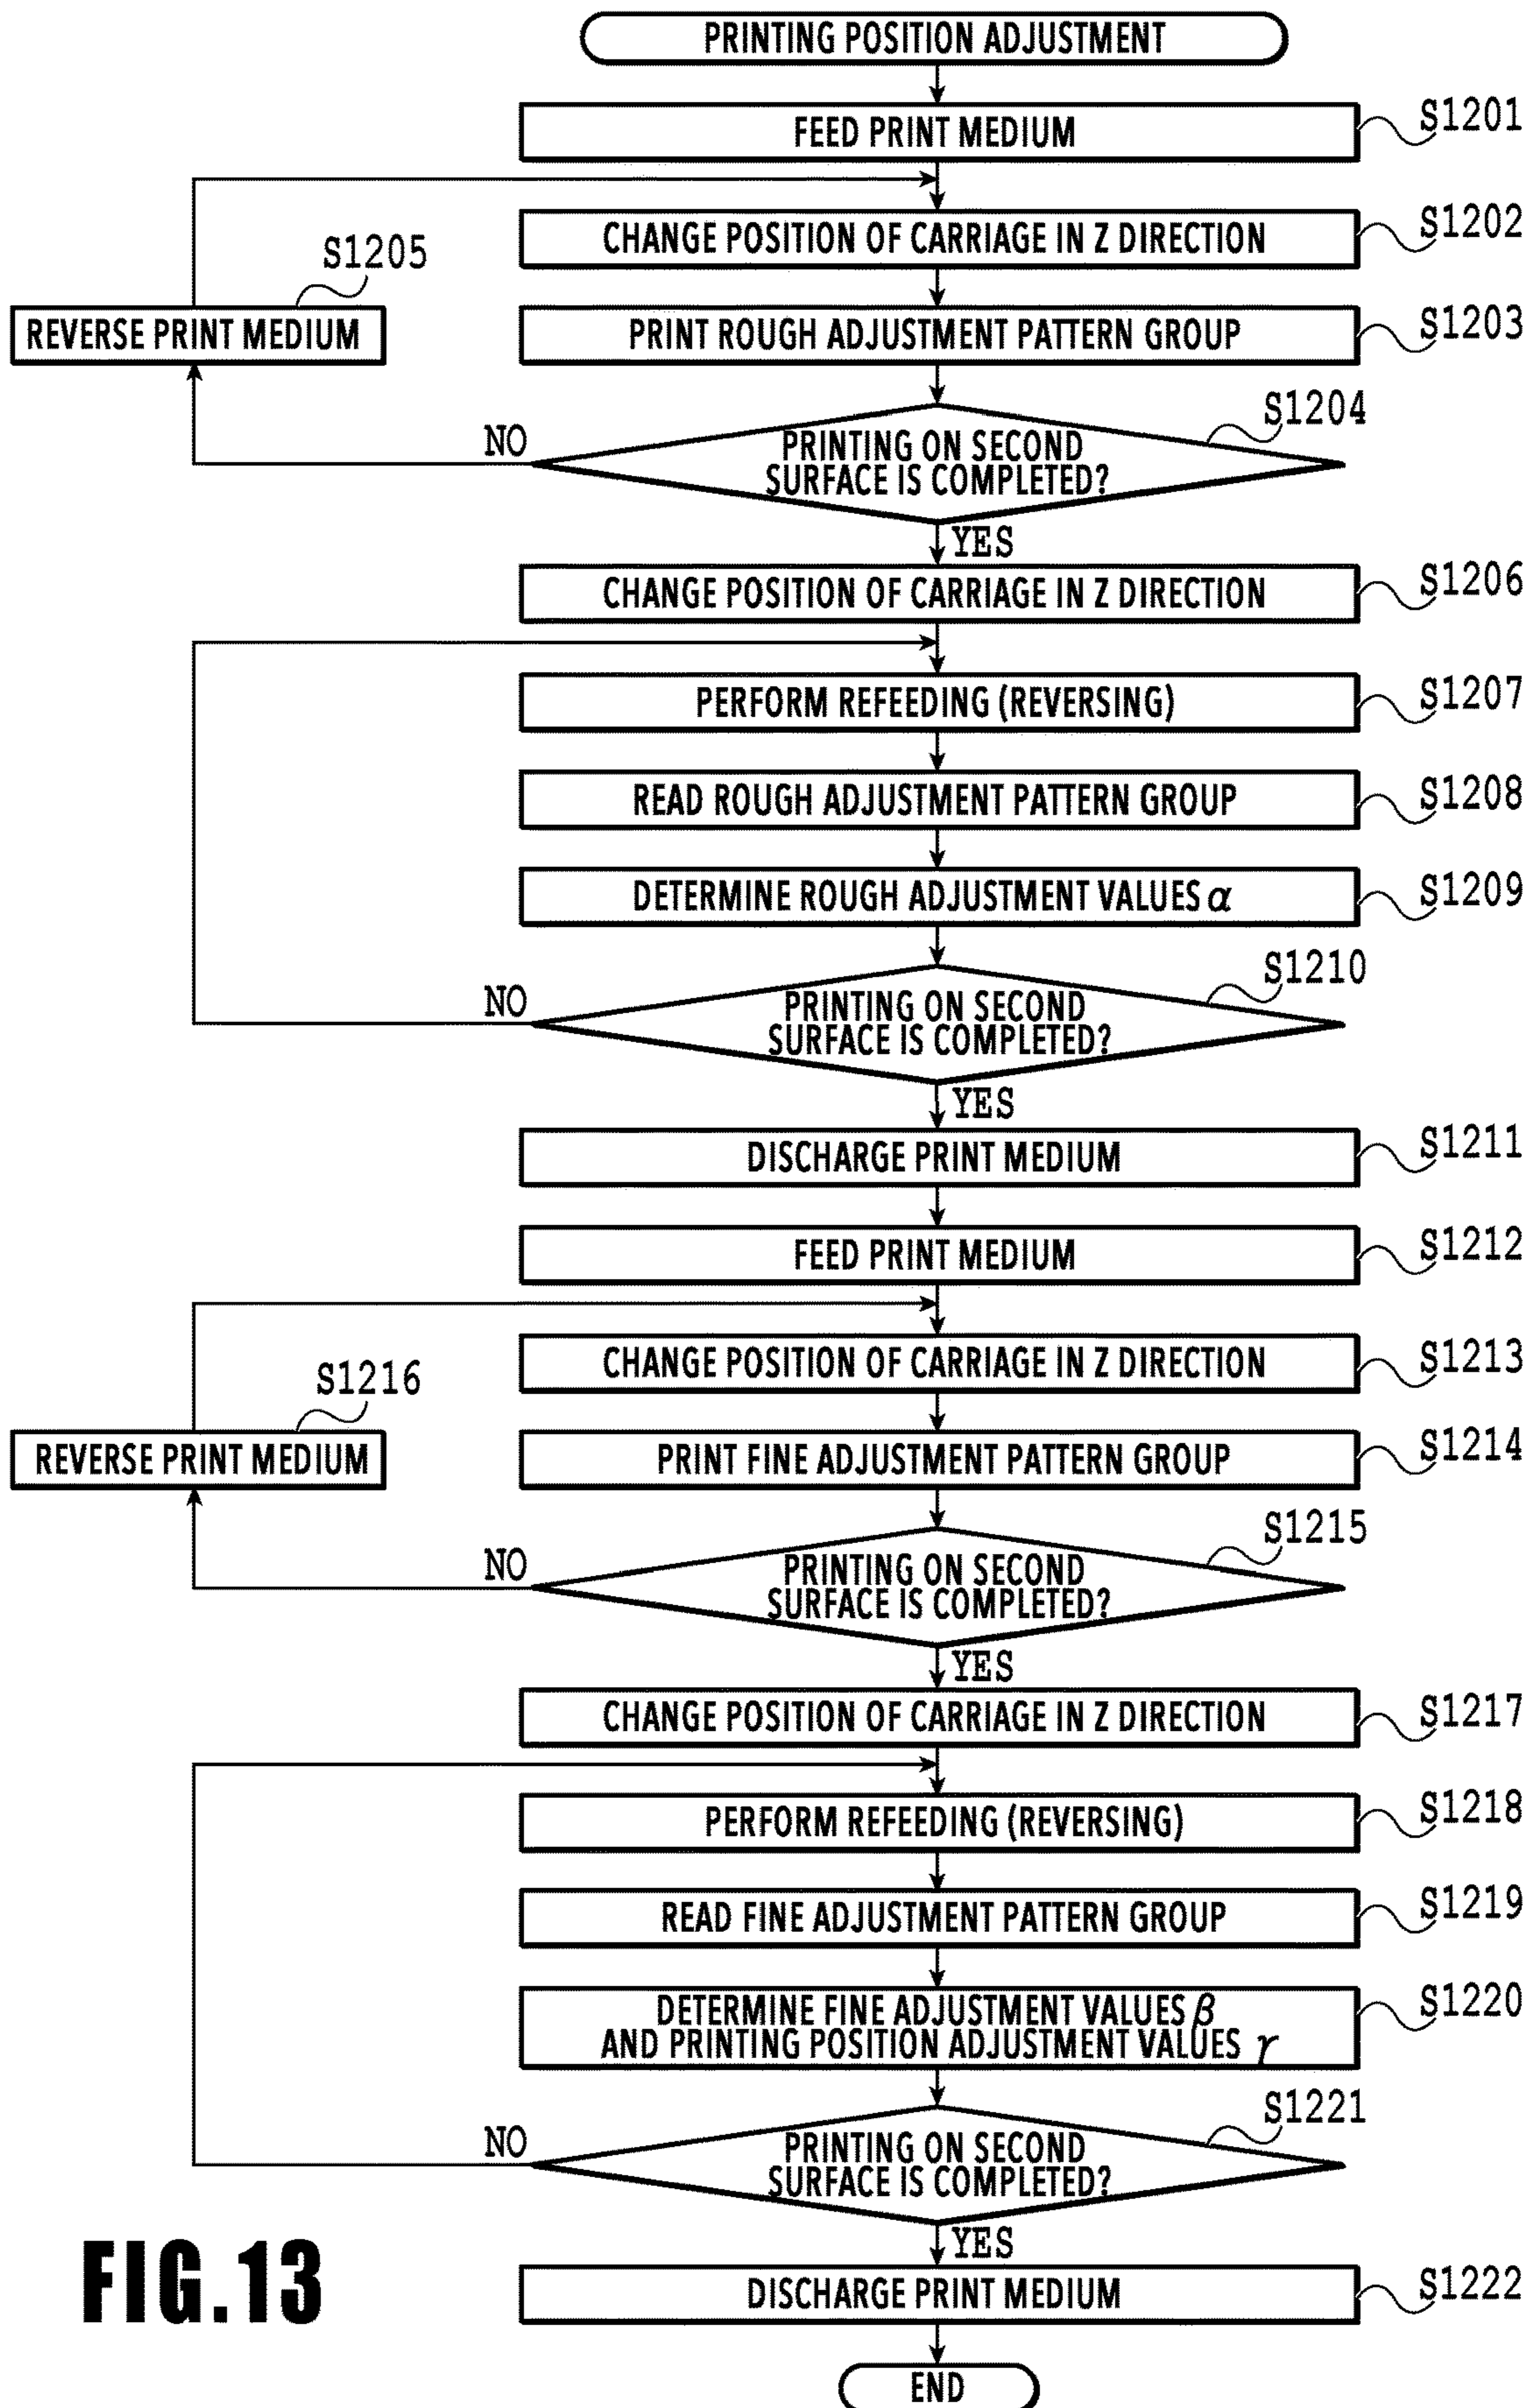 PRINTING POSITION ADJUSTMENT
FEED PRINT MEDIUM
S1201
CHANGE POSITION OF CARRIAGE IN Z DIRECTION
S1202
S1205
REVERSE PRINT MEDIUM
PRINT ROUGH ADJUSTMENT PATTERN GROUP
S1203
S1204
NO
PRINTING ON SECOND
SURFACE IS COMPLETED?
YES
CHANGE POSITION OF CARRIAGE IN Z DIRECTION
S1206
PERFORM REFEEDING (REVERSING)
S1207
READ ROUGH ADJUSTMENT PATTERN GROUP
S1208
DETERMINE ROUGH ADJUSTMENT VALUES α
S1209
S1210
NO
PRINTING ON SECOND
SURFACE IS COMPLETED?
YES
DISCHARGE PRINT MEDIUM
S1211
FEED PRINT MEDIUM
S1212
CHANGE POSITION OF CARRIAGE IN Z DIRECTION
S1213
S1216
REVERSE PRINT MEDIUM
PRINT FINE ADJUSTMENT PATTERN GROUP
S1214
S1215
NO
PRINTING ON SECOND
SURFACE IS COMPLETED?
YES
CHANGE POSITION OF CARRIAGE IN Z DIRECTION
S1217
PERFORM REFEEDING (REVERSING)
S1218
READ FINE ADJUSTMENT PATTERN GROUP
S1219
DETERMINE FINE ADJUSTMENT VALUES β
AND PRINTING POSITION ADJUSTMENT VALUES γ
S1220
S1221
NO
PRINTING ON SECOND
SURFACE IS COMPLETED?
YES
DISCHARGE PRINT MEDIUM
S1222
END
FIG.13